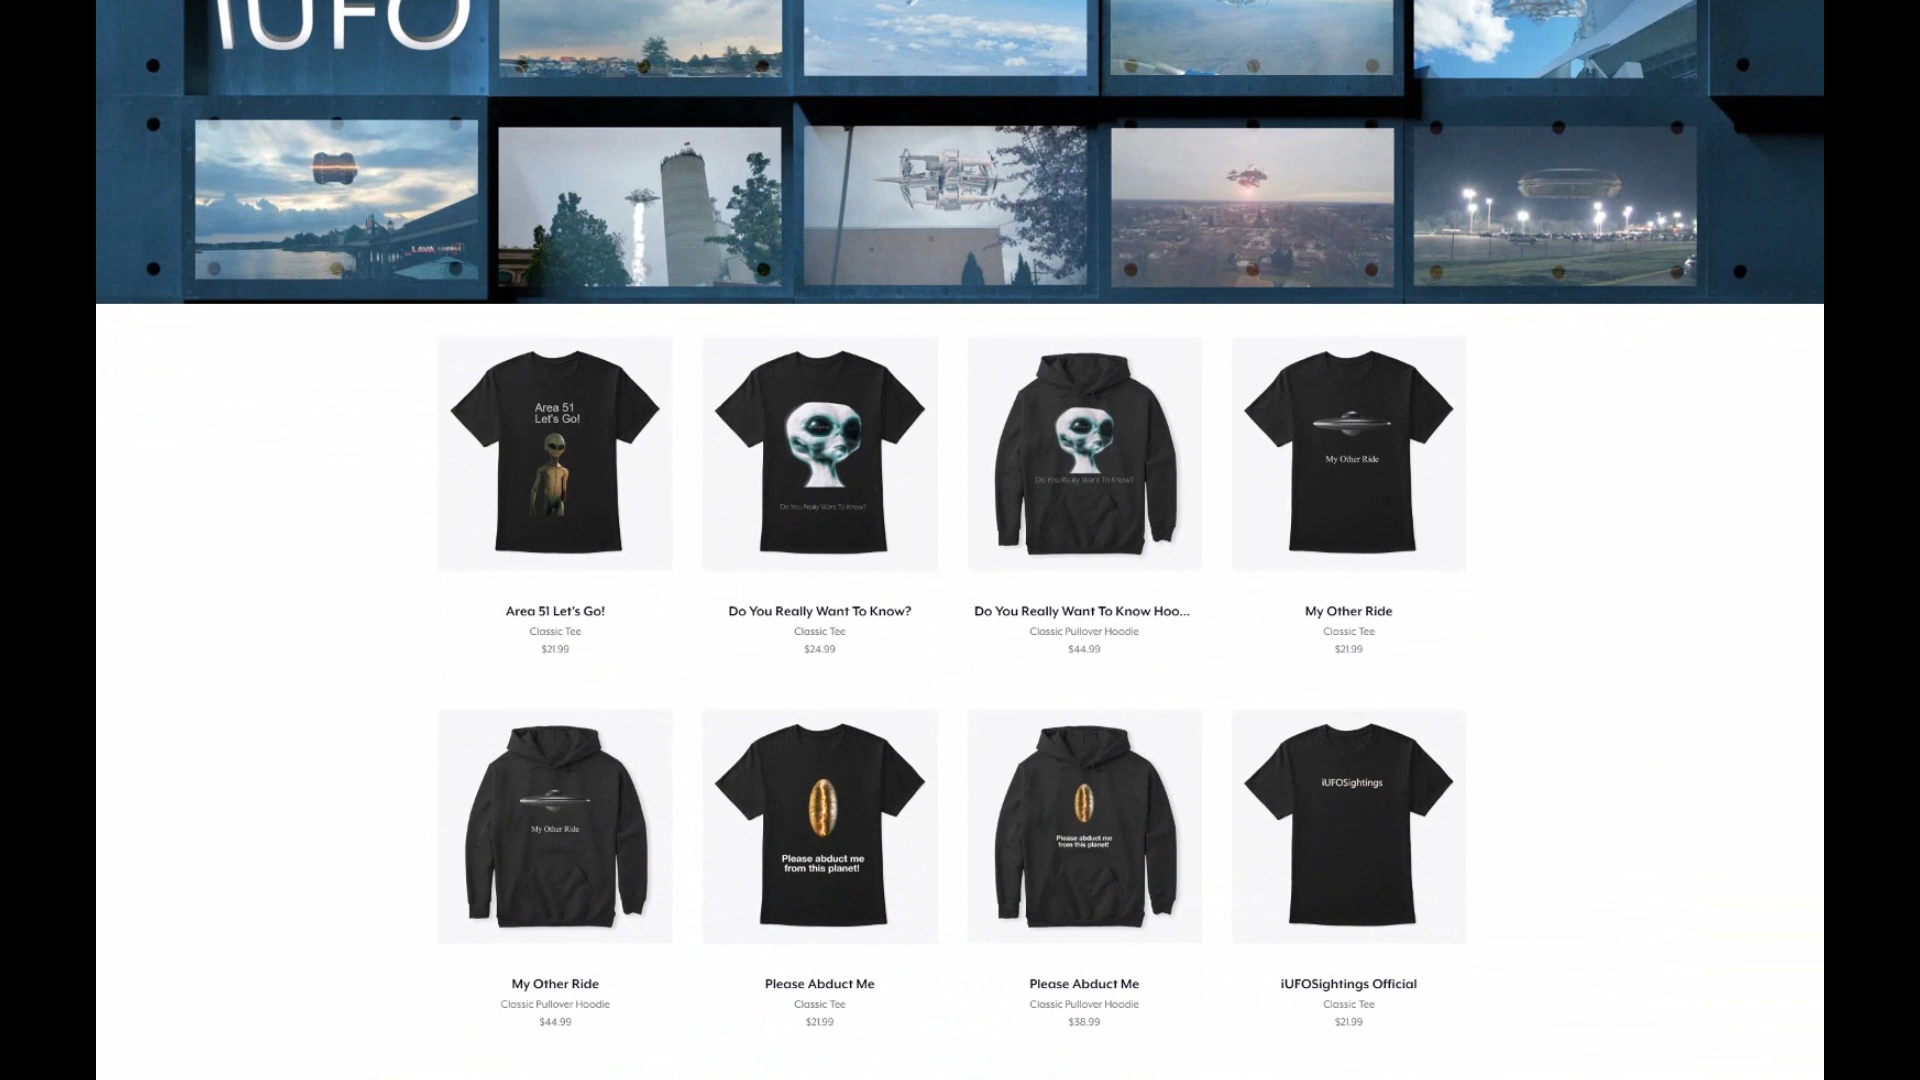 iUFO
LAVA
Area 51
Let's Go!
Do You Really Want To Know?
Do You Really Want To Know?
My Other Ride
Area 51 Let's Go!
Do You Really Want To Know?
Do You Really Want To Know Hoo...
My Other Ride
Classic Tee
Classic Tee
Classic Pullover Hoodie
Classic Tee
$21.99
$24.99
$44.99
$21.99
My Other Ride
Please abduct me
from this planet!
Please abduct me
from this planet!
iUFOSightings
My Other Ride
Please Abduct Me
Please Abduct Me
iUFOSightings Official
Classic Pullover Hoodie
Classic Tee
Classic Pullover Hoodie
Classic Tee
$44.99
$21.99
$38.99
$21.99